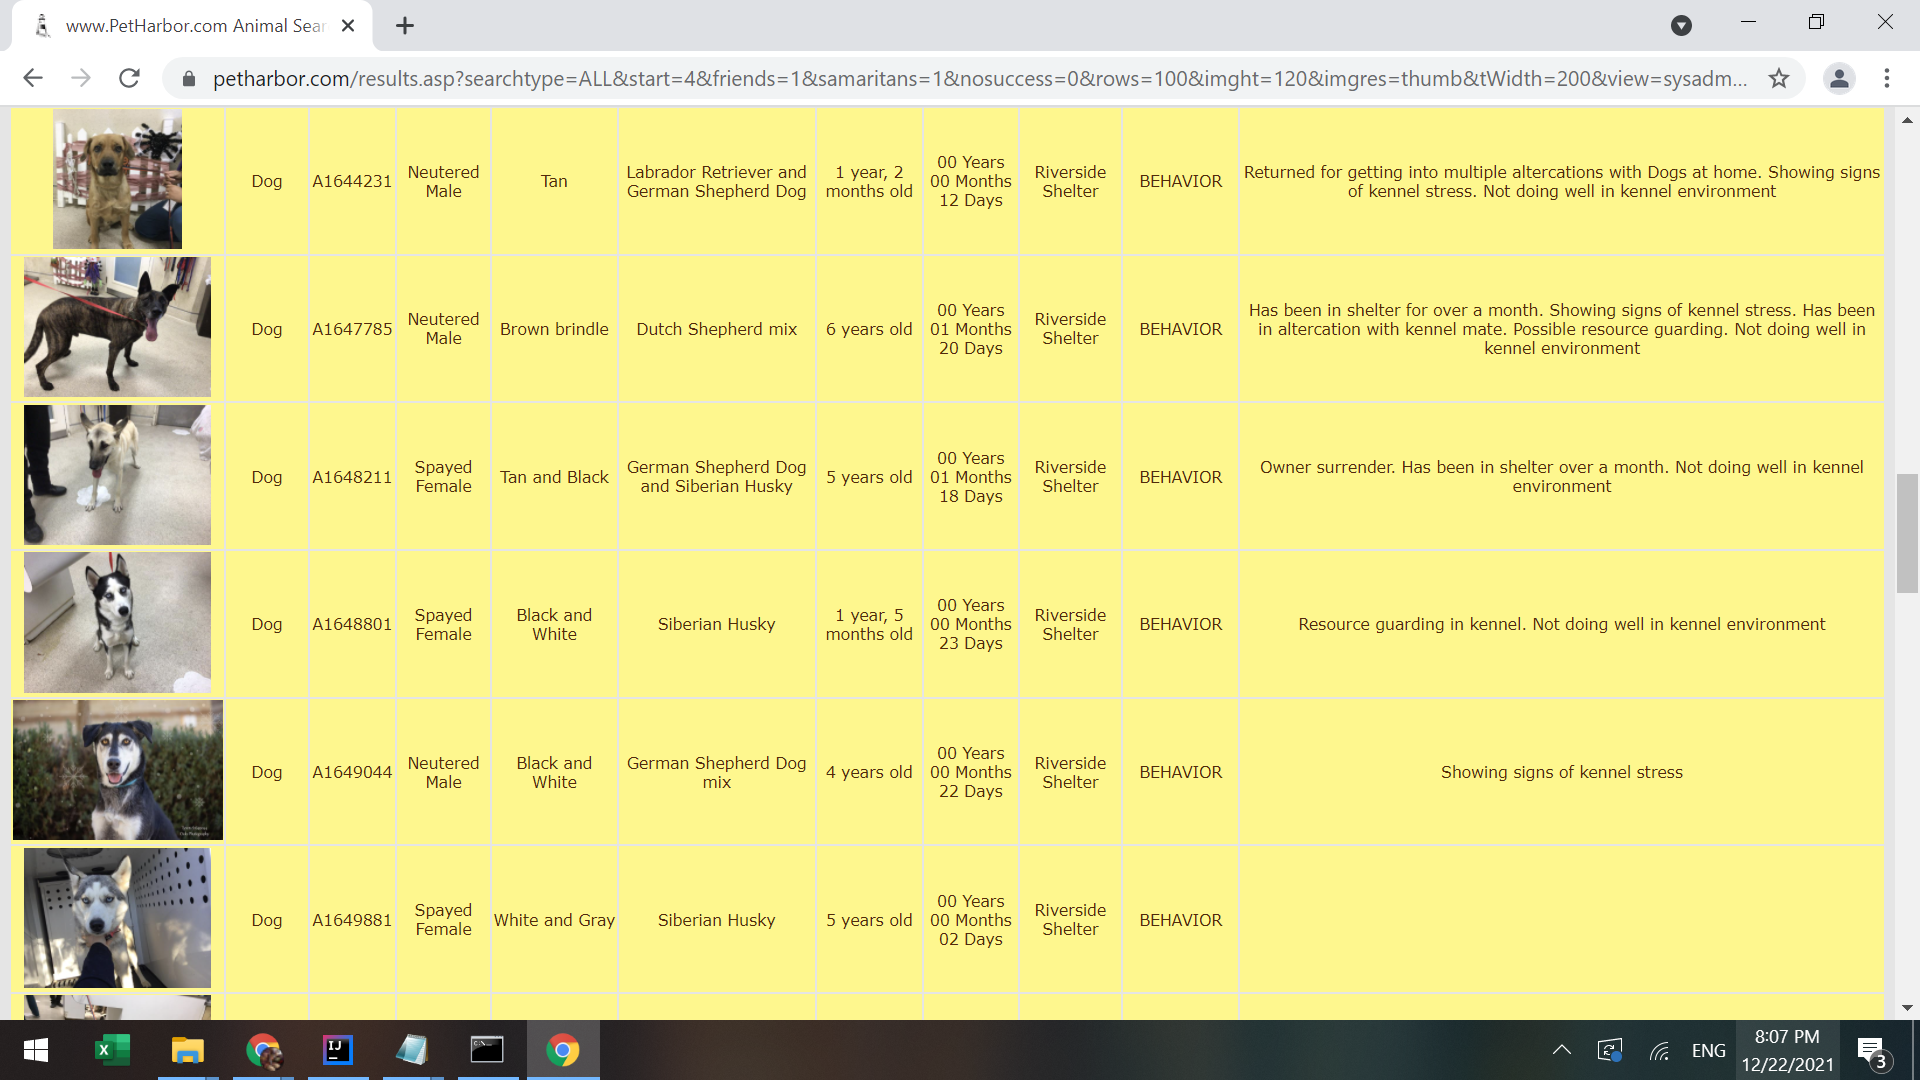 www.PetHarbor.com Animal Sear
petharbor.com/results.asp?searchtype=ALL&start=4&friends=1&samaritans=1&nosuccess=0&rows=100&imght=120&imgres=thumb&tWidth=200&view=sysadm...
Dog
A1644231
Neutered
Male
Tan
Labrador Retriever and
German Shepherd Dog
1 year, 2
months old
00 Years
00 Months
12 Days
Riverside
Shelter
BEHAVIOR
Returned for getting into multiple altercations with Dogs at home. Showing signs
of kennel stress. Not doing well in kennel environment
Dog
A1647785
Neutered
Male
Brown brindle
Dutch Shepherd mix
6 years old
00 Years
01 Months
20 Days
Riverside
Shelter
BEHAVIOR
Has been in shelter for over a month. Showing signs of kennel stress. Has been
in altercation with kennel mate. Possible resource guarding. Not doing well in
kennel environment
Dog
A1648211
Spayed
Female
Tan and Black
German Shepherd Dog
and Siberian Husky
5 years old
00 Years
01 Months
18 Days
Riverside
Shelter
BEHAVIOR
Owner surrender. Has been in shelter over a month. Not doing well in kennel
environment
Dog
A1648801
Spayed
Female
Black and
White
Siberian Husky
1 year, 5
months old
00 Years
00 Months
23 Days
Riverside
Shelter
BEHAVIOR
Resource guarding in kennel. Not doing well in kennel environment
Dog
A1649044
Neutered
Male
Black and
White
German Shepherd Dog
mix
4 years old
00 Years
00 Months
22 Days
Riverside
Shelter
BEHAVIOR
Showing signs of kennel stress
Dog
A1649881
Spayed
Female
White and Gray
Siberian Husky
5 years old
00 Years
00 Months
02 Days
Riverside
Shelter
BEHAVIOR
IJ
ENG
8:07 PM
12/22/2021
3